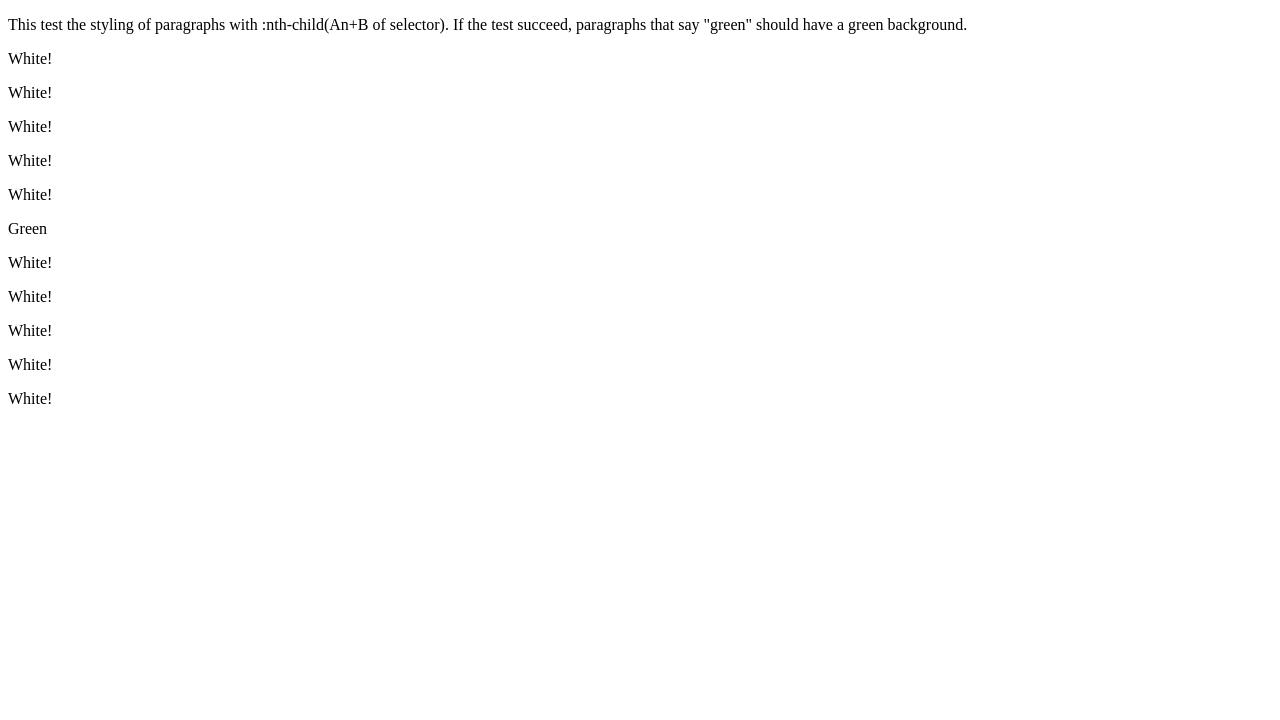 This test the styling of paragraphs with :nth-child(An+B of selector). If the test succeed, paragraphs that say "green" should have a green background.
White!
White!
White!
White!
White!
Green
White!
White!
White!
White!
White!